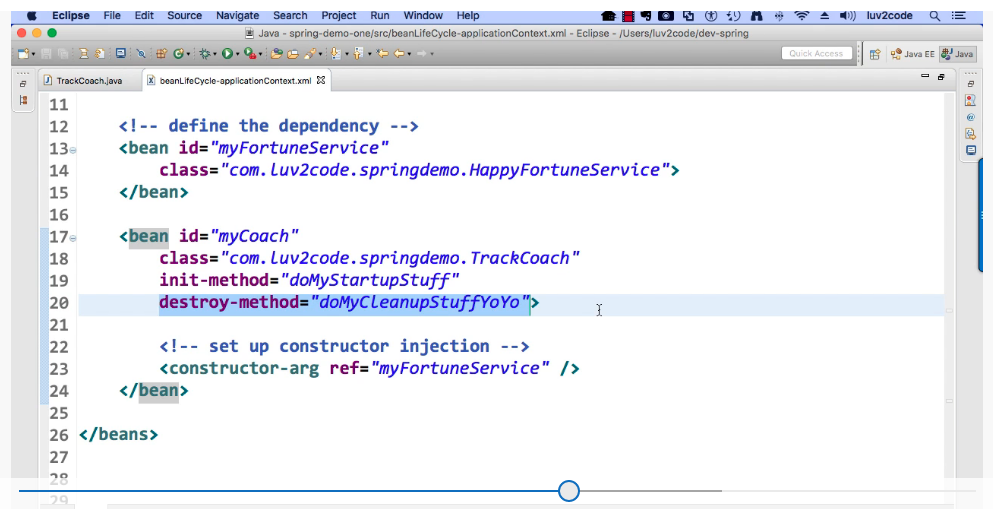 Eclipse File Edit Source Navigate Search Project Run Window Help luv2code
Java - spring-demo-one/src/beanLifeCycle-applicationContext.xml - Eclipse - /Users/luv2code/dev-spring
Quick Access Java EE Java
TrackCoach.java beanLifeCycle-applicationContext.xml
11
12 <!-- define the dependency -->
13 <bean id="myFortuneService"
14 class="com.luv2code.springdemo.HappyFortuneService">
15 </bean>
16
17 <bean id="myCoach"
18 class="com.luv2code.springdemo.TrackCoach"
19 init-method="doMyStartupStuff"
20 destroy-method="doMyCleanupStuffYoYo">
21
22 <!-- set up constructor injection -->
23 <constructor-arg ref="myFortuneService" />
24 </bean>
25
26 </beans>
27
28
29